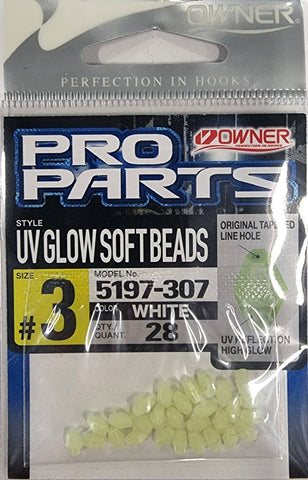 OWNER
PERFECTION IN HOOKS
PRO
PARTS
OWNER
PERFECTION IN HOOKS
STYLE
UV GLOW SOFT BEADS
ORIGINAL TAPERED
LINE HOLE
SIZE
#3
MODEL No.
5197-307
COLOR
WHITE
QTY./
QUANT.
28
UV REFLECTION
HIGH GLOW